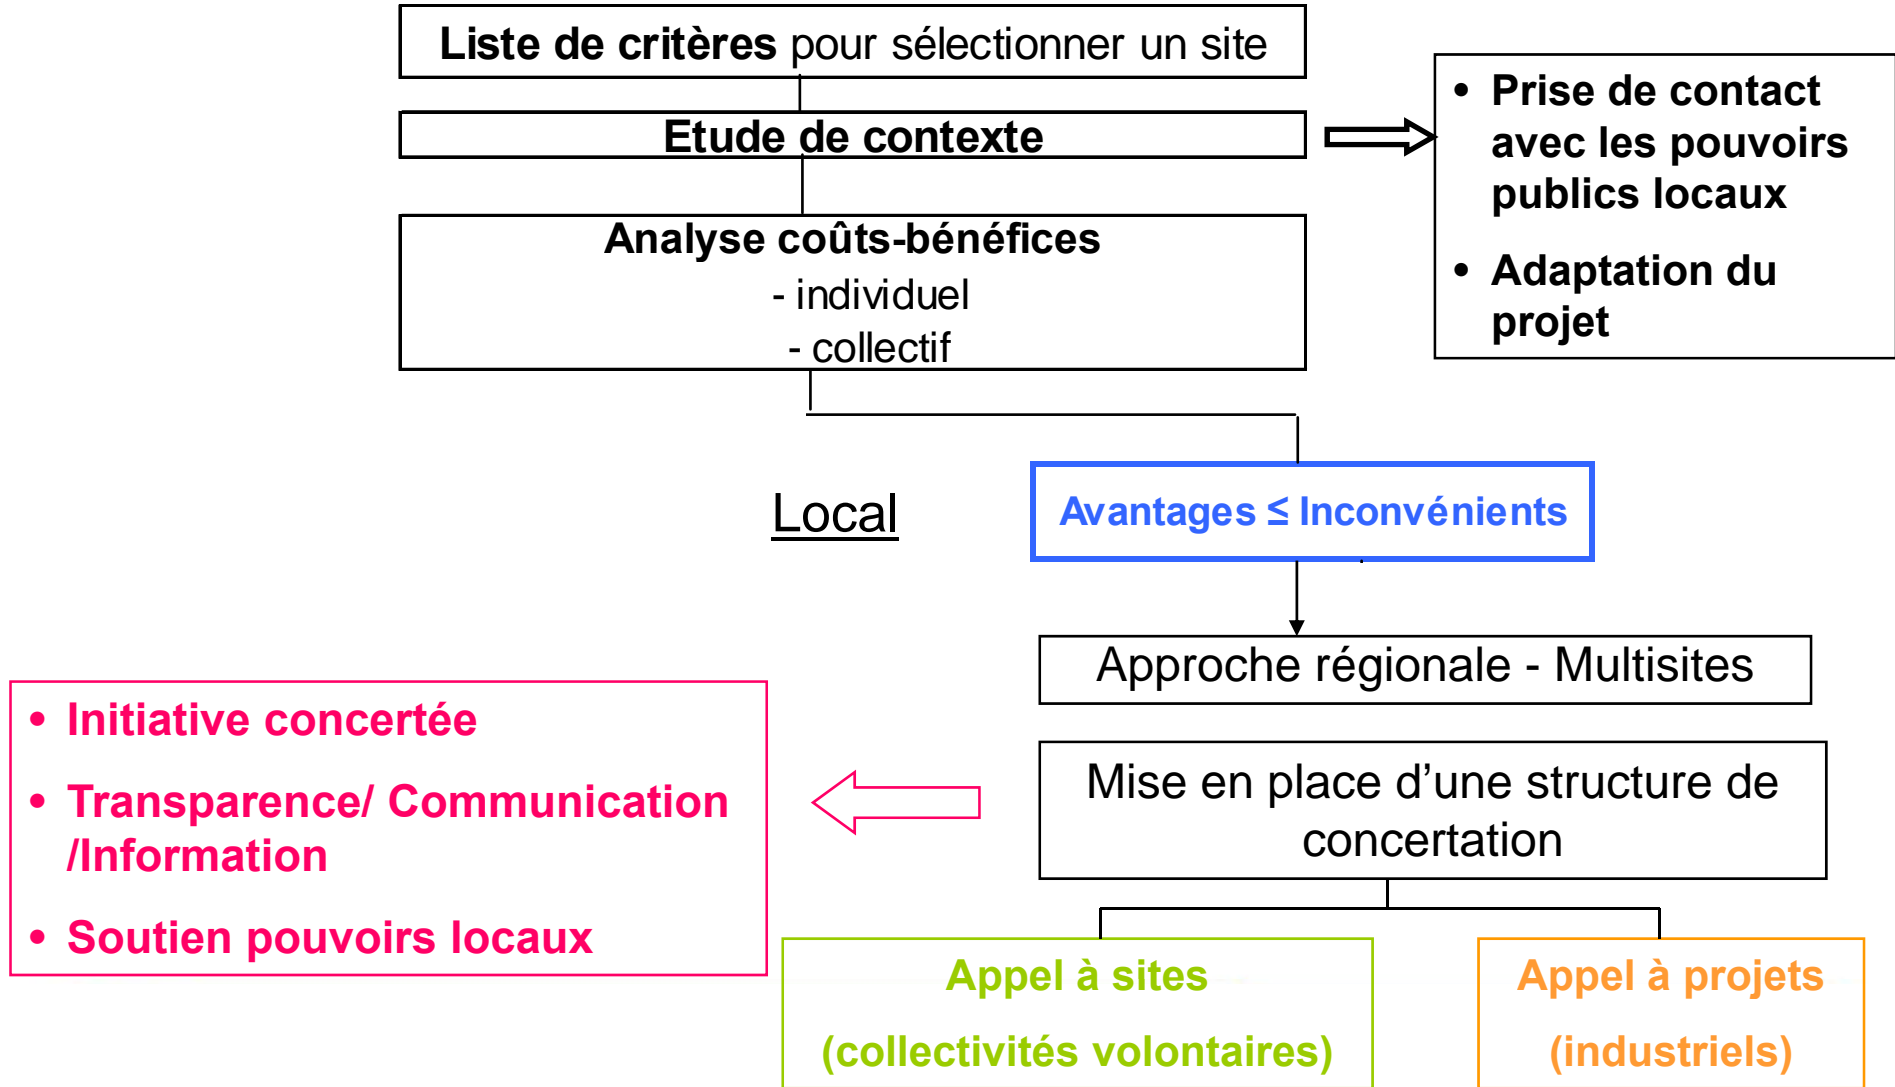 Liste de critères pour sélectionner un site
Etude de contexte
• Prise de contact
avec les pouvoirs
publics locaux
• Adaptation du
projet
Analyse coûts-bénéfices
- individuel
- collectif
Local
Avantages ≤ Inconvénients
Approche régionale - Multisites
• Initiative concertée
• Transparence/ Communication
/Information
• Soutien pouvoirs locaux
Mise en place d’une structure de
concertation
Appel à sites
(collectivités volontaires)
Appel à projets
(industriels)